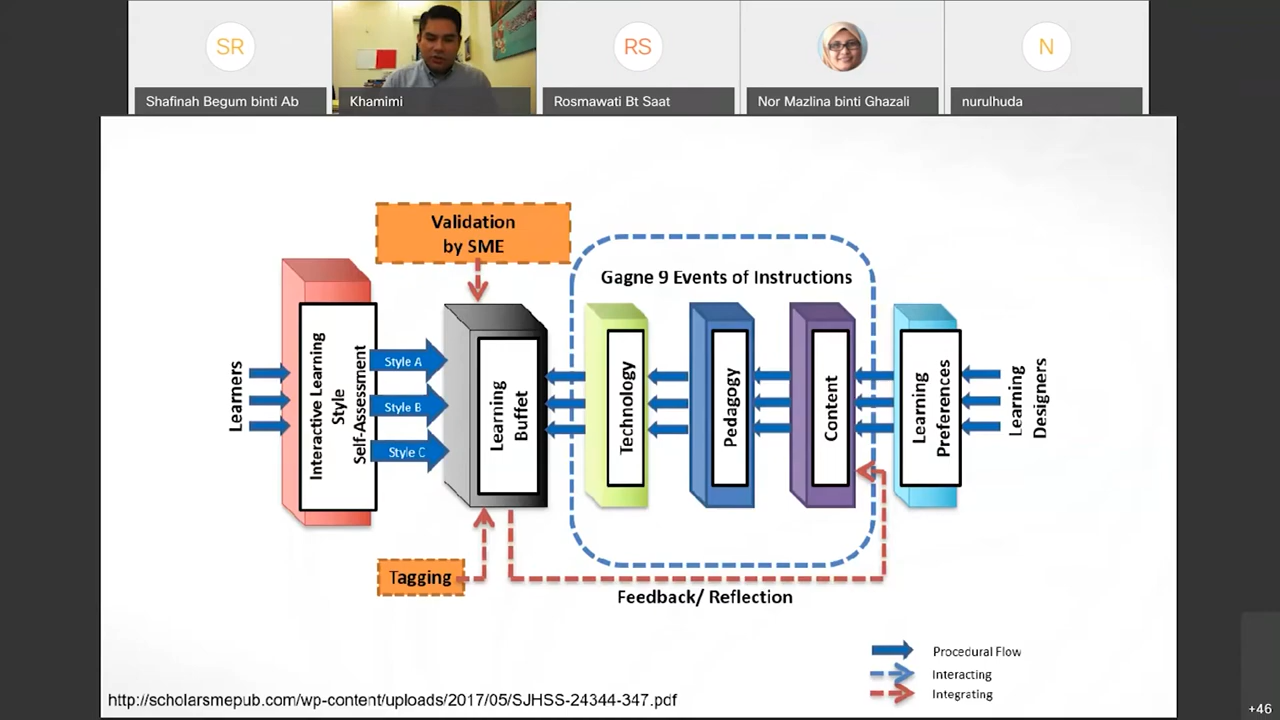 SR
RS
N
Shafinah Begum binti Ab
Khamimi
Rosmawati Bt Saat
Nor Mazlina binti Ghazali
nurulhuda
Validation
by SME
Gagne 9 Events of Instructions
Learners
Interactive Learning
Style
Self-Assessment
Style A
Style B
Style C
Learning
Buffet
Technology
Pedagogy
Content
Learning
Preferences
Learning
Designers
Tagging
Feedback/ Reflection
Procedural Flow
Interacting
Integrating
http://scholarsmepub.com/wp-content/uploads/2017/05/SJHSS-24344-347.pdf
+46